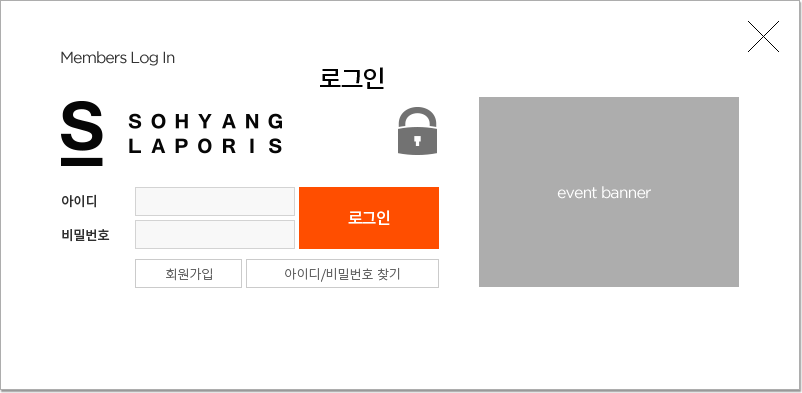 Members Log In
로그인
S
SOHYANG
LAPORIS
아이디
로그인
비밀번호
회원가입
아이디/비밀번호 찾기
event banner